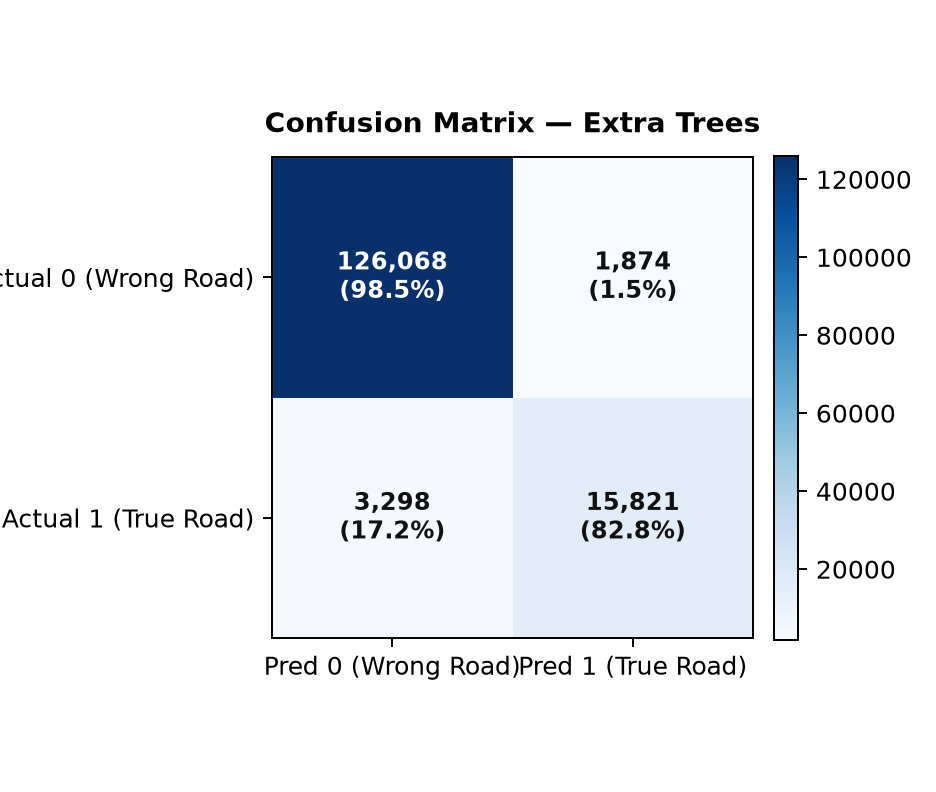 Confusion Matrix — Extra Trees
ctual 0 (Wrong Road)
126,068
(98.5%)
1,874
(1.5%)
Actual 1 (True Road)
3,298
(17.2%)
15,821
(82.8%)
Pred 0 (Wrong Road)
Pred 1 (True Road)
120000
100000
80000
60000
40000
20000